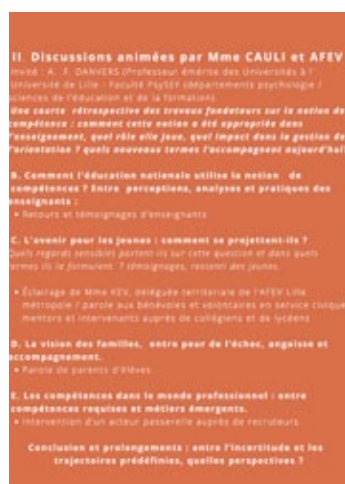 II. Discussions animées par Mme CAULI et AFEV
Invité : A. F. DANVERS (Professeur émérite des Universités à l'
Université de Lille - Faculté PsySEF (départements psychologie /
sciences de l'éducation et de la formation).
Une courte rétrospective des travaux fondateurs sur la notion de
compétence : comment cette notion a été appropriée dans
l'enseignement, quel rôle elle joue, quel impact dans la gestion de
l'orientation ? quels nouveaux termes l'accompagnent aujourd'hui
B. Comment l'éducation nationale utilise la notion de
compétences ? Entre perceptions, analyses et pratiques des
enseignants :
• Retours et témoignages d'enseignants
C. L'avenir pour les jeunes : comment se projettent-ils ?
Quels regards sensibles portent ils sur cette question et dans quels
termes ils la formulent ? témoignages, ressenti des jeunes.
• Éclairage de Mme KEV, déléguée territoriale de l'AFEV Lille
métropole / parole aux bénévoles et volontaires en service civique
mentors et intervenants auprès de collégiens et de lycéens
D. La vision des familles, entre peur de l'échec, angoisse et
accompagnement.
• Parole de parents d'élèves
E. Les compétences dans le monde professionnel : entre
compétences requises et métiers émergents.
• Intervention d'un acteur passerelle auprès de recruteurs
Conclusion et prolongements : entre l'incertitude et les
trajectoires prédéfinies, quelles perspectives ?